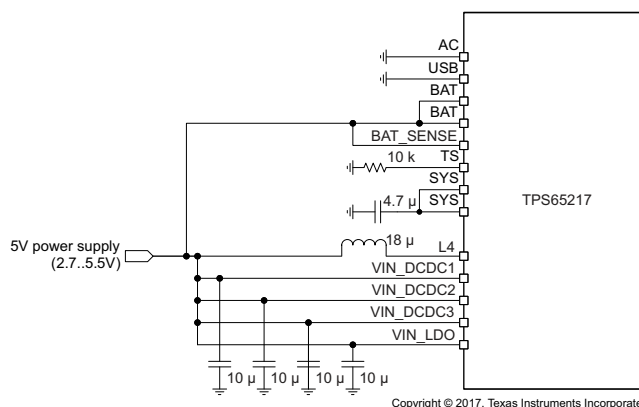 AC
USB
BAT
BAT
BAT_SENSE
10 k
TS
SYS
4.7 µ
SYS
TPS65217
5V power supply
(2.7..5.5V)
18 µ
L4
VIN_DCDC1
VIN_DCDC2
VIN_DCDC3
VIN_LDO
10 µ
10 µ
10 µ
10 µ
Copyright © 2017, Texas Instruments Incorporate